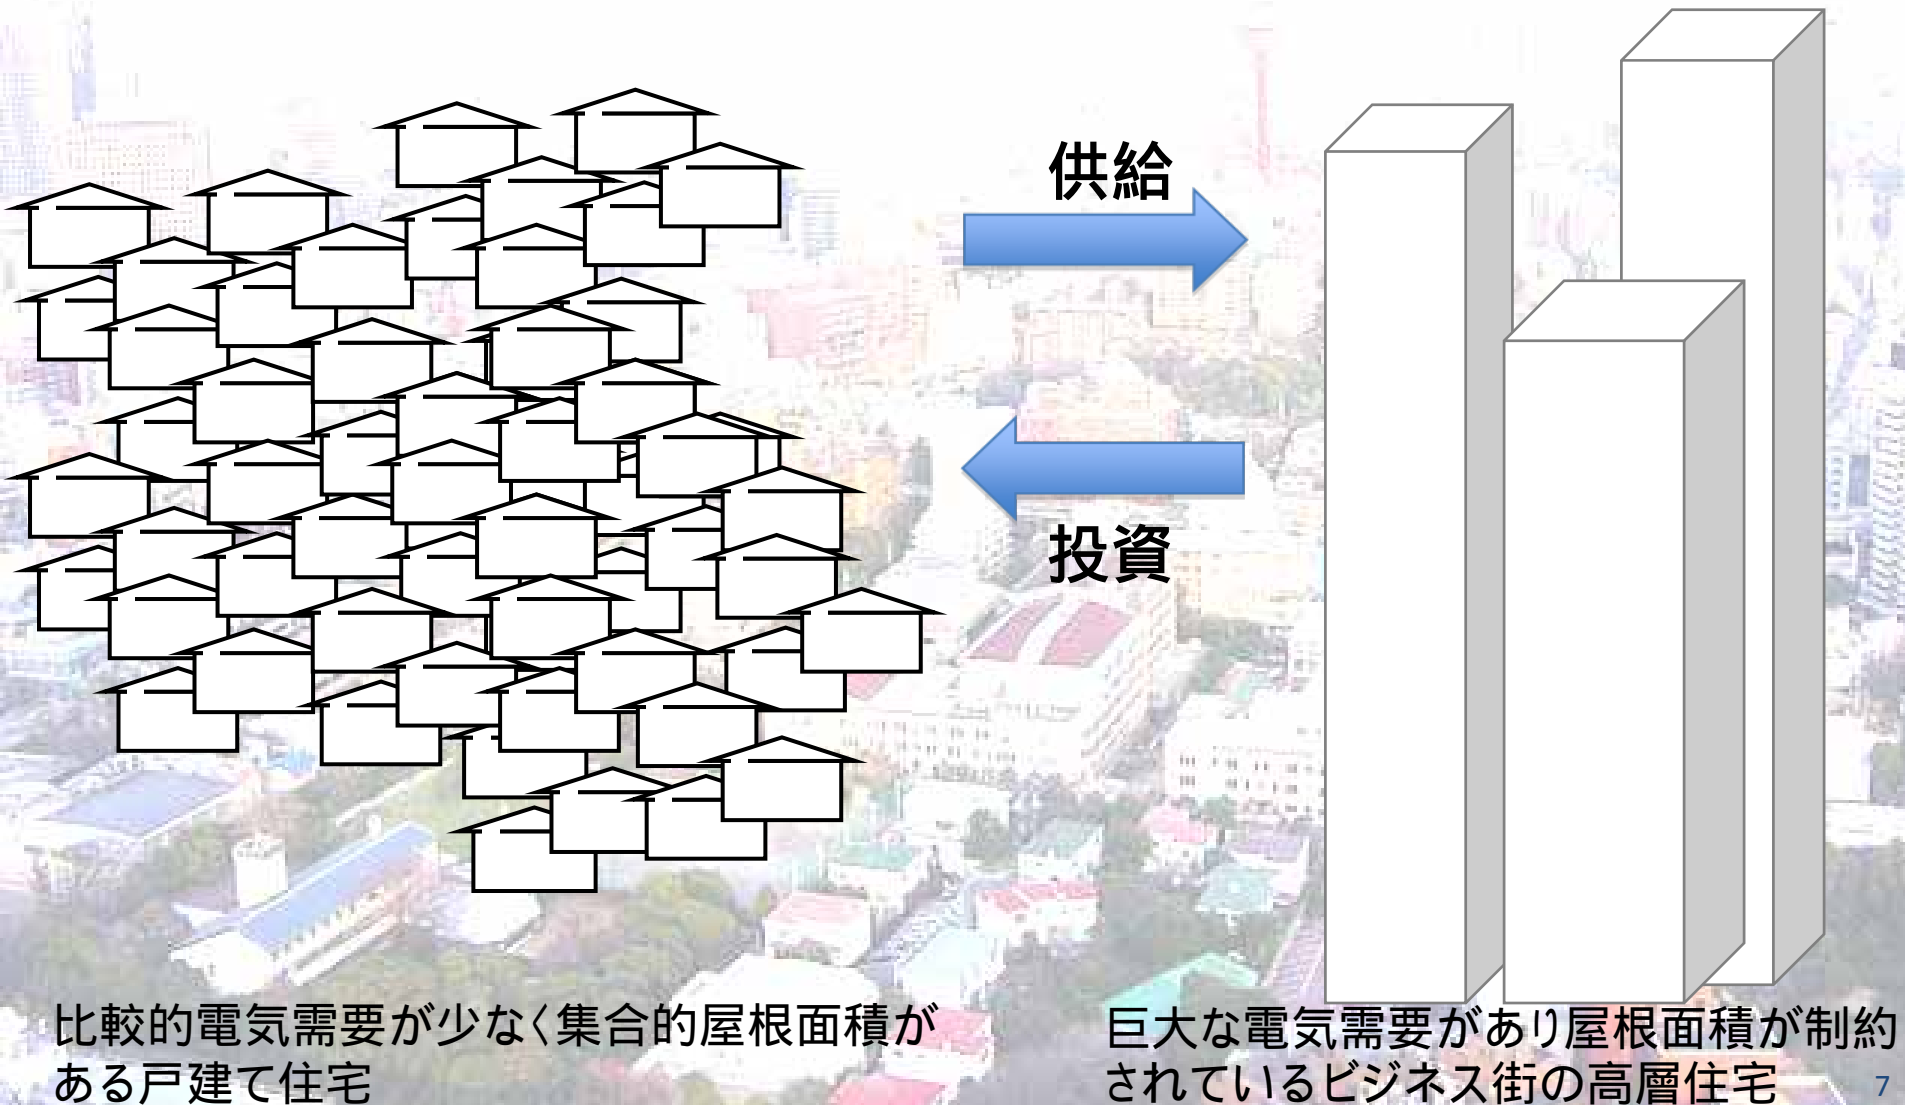 供給
投資
比較的電気需要が少なく集合的屋根面積が
ある戸建て住宅
巨大な電気需要があり屋根面積が制約
されているビジネス街の高層住宅
7